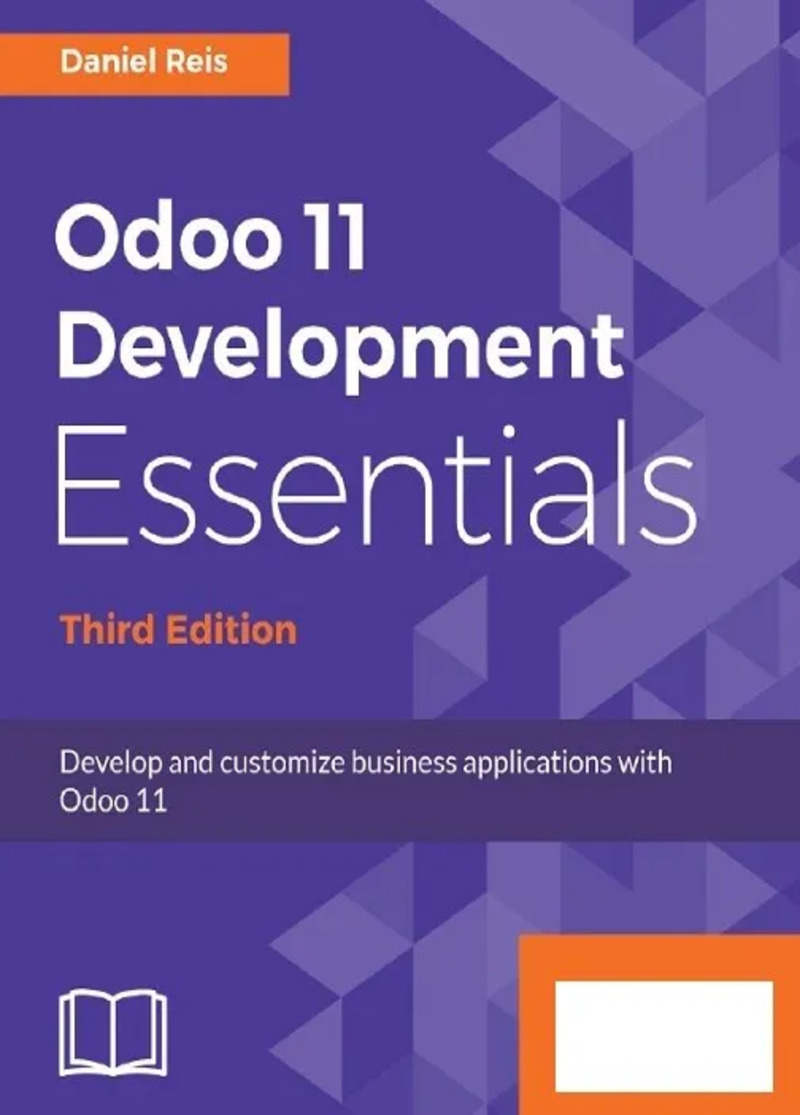 Daniel Reis
Odoo 11
Development
Essentials
Third Edition
Develop and customize business applications with
Odoo 11